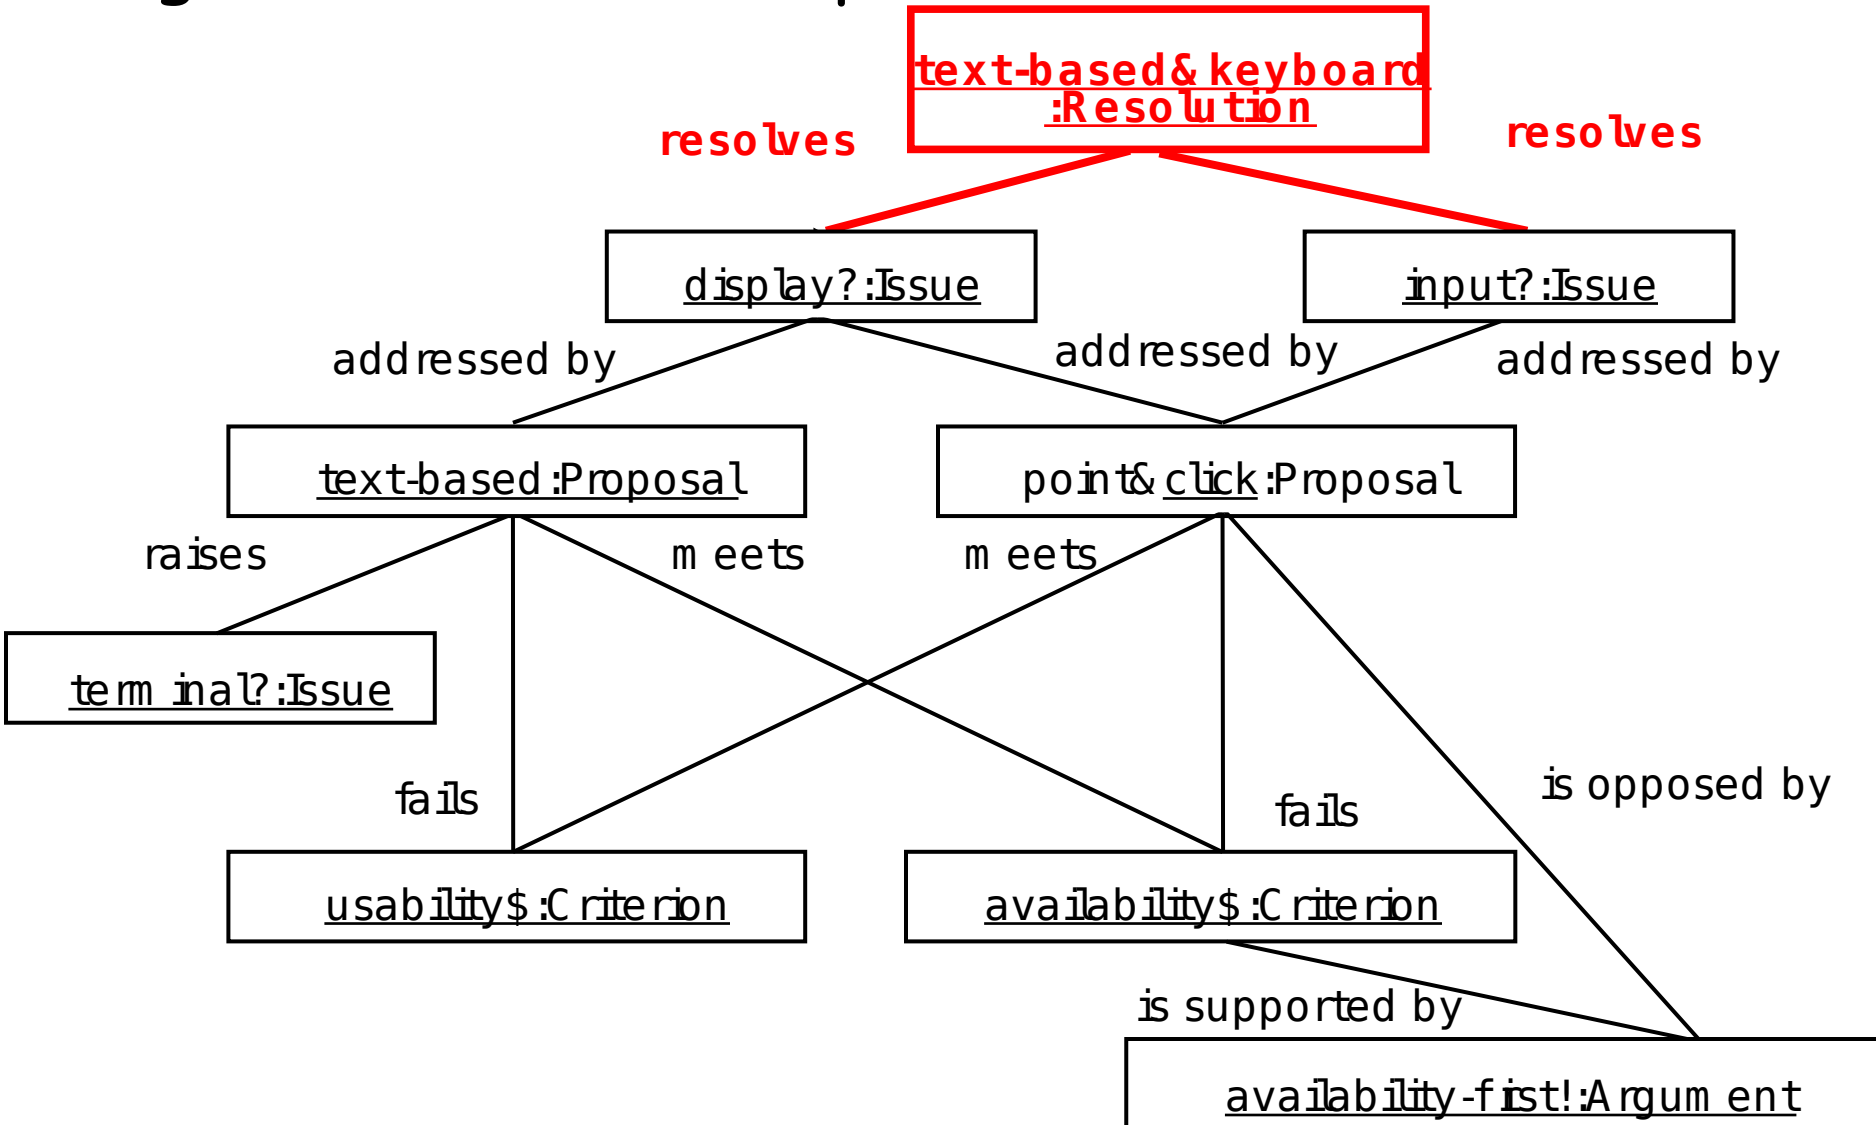 text-based&keyboard
:Resolution
resolves
resolves
display?:Issue
input?:Issue
addressed by
addressed by
addressed by
text-based:Proposal
point&click:Proposal
raises
meets
meets
terminal?:Issue
fails
fails
is opposed by
usability$:Criterion
availability$:Criterion
is supported by
availability-first!:Argument